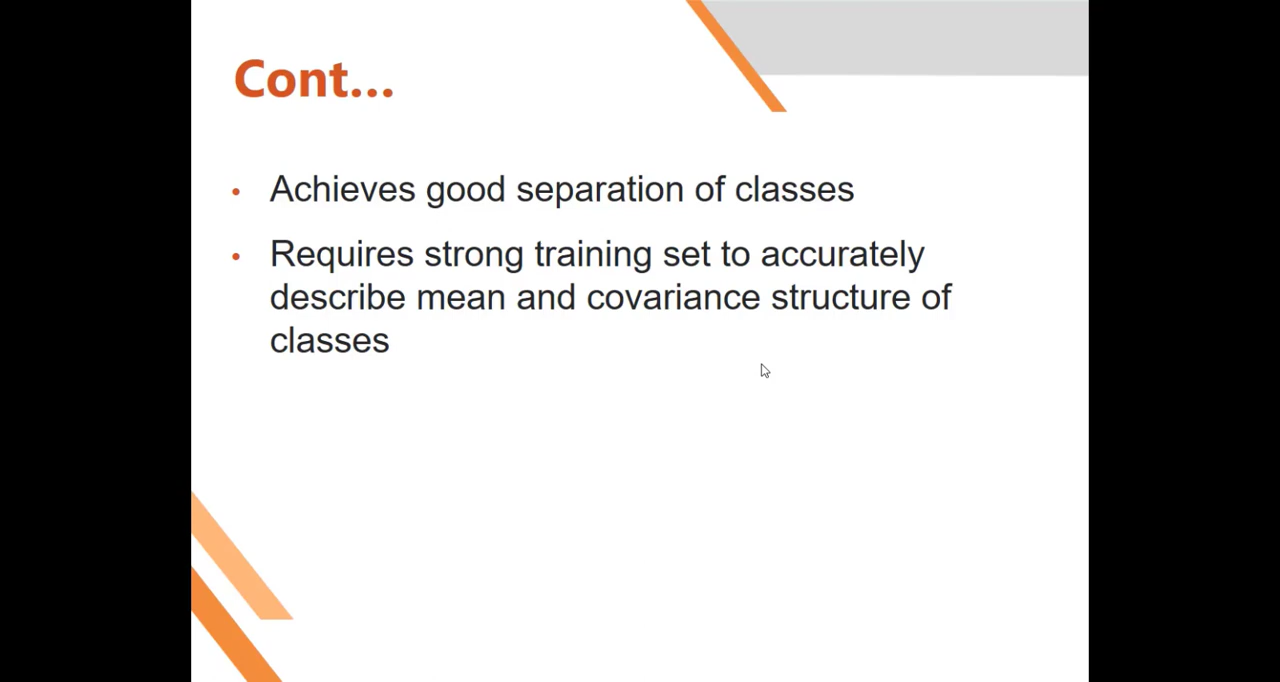 Cont...
• Achieves good separation of classes
• Requires strong training set to accurately
describe mean and covariance structure of
classes